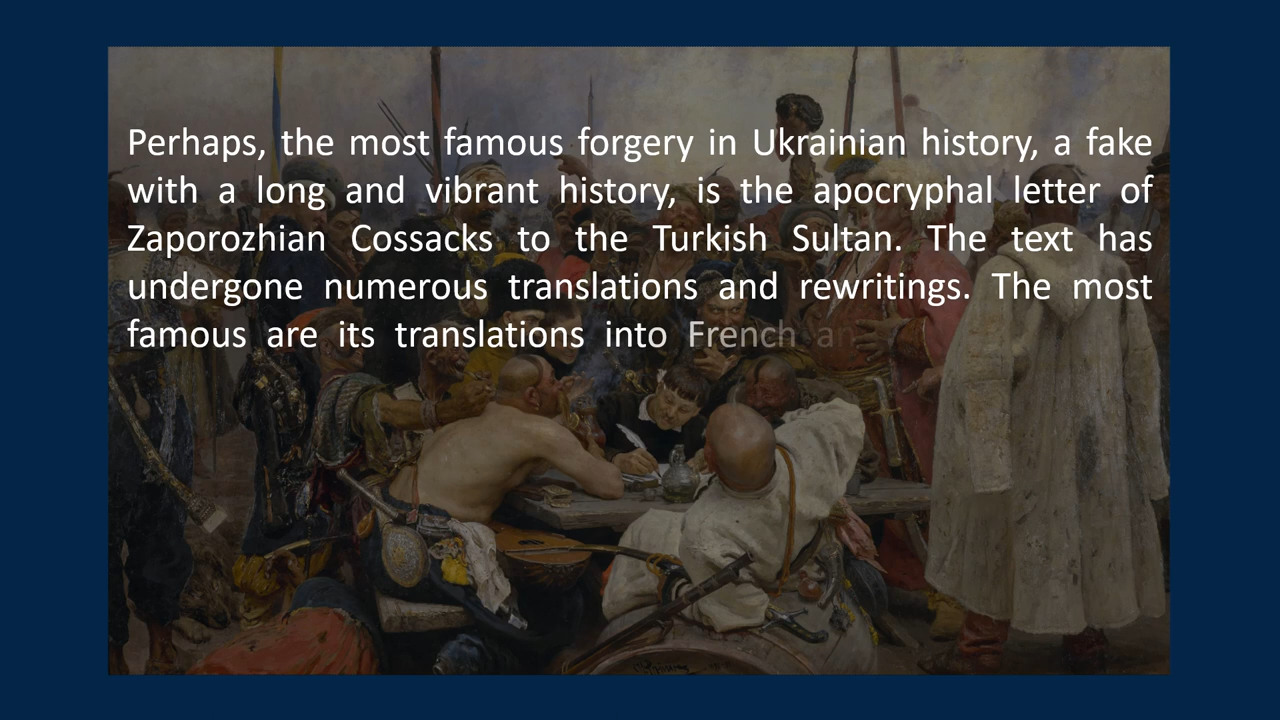 Perhaps, the most famous forgery in Ukrainian history, a fake
with a long and vibrant history, is the apocryphal letter of
Zaporozhian Cossacks to the Turkish Sultan. The text has
undergone numerous translations and rewritings. The most
famous are its translations into French an